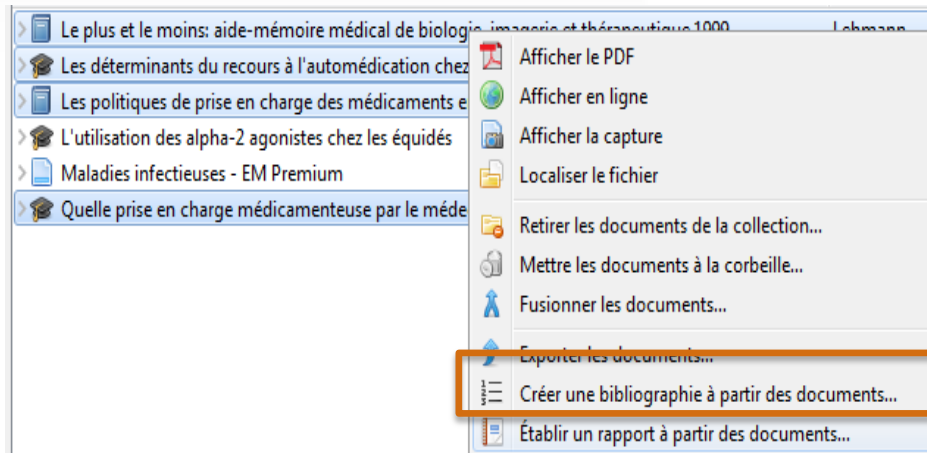 Le plus et le moins: aide-mémoire médical de biologie, imagerie et thérapeutique 1999 Lehmann
Les déterminants du recours à l'automédication chez
Les politiques de prise en charge des médicaments e
L'utilisation des alpha-2 agonistes chez les équidés
Maladies infectieuses - EM Premium
Quelle prise en charge médicamenteuse par le méde
Afficher le PDF
Afficher en ligne
Afficher la capture
Localiser le fichier
Retirer les documents de la collection...
Mettre les documents à la corbeille...
Fusionner les documents...
Exporter les documents...
Créer une bibliographie à partir des documents...
Établir un rapport à partir des documents...